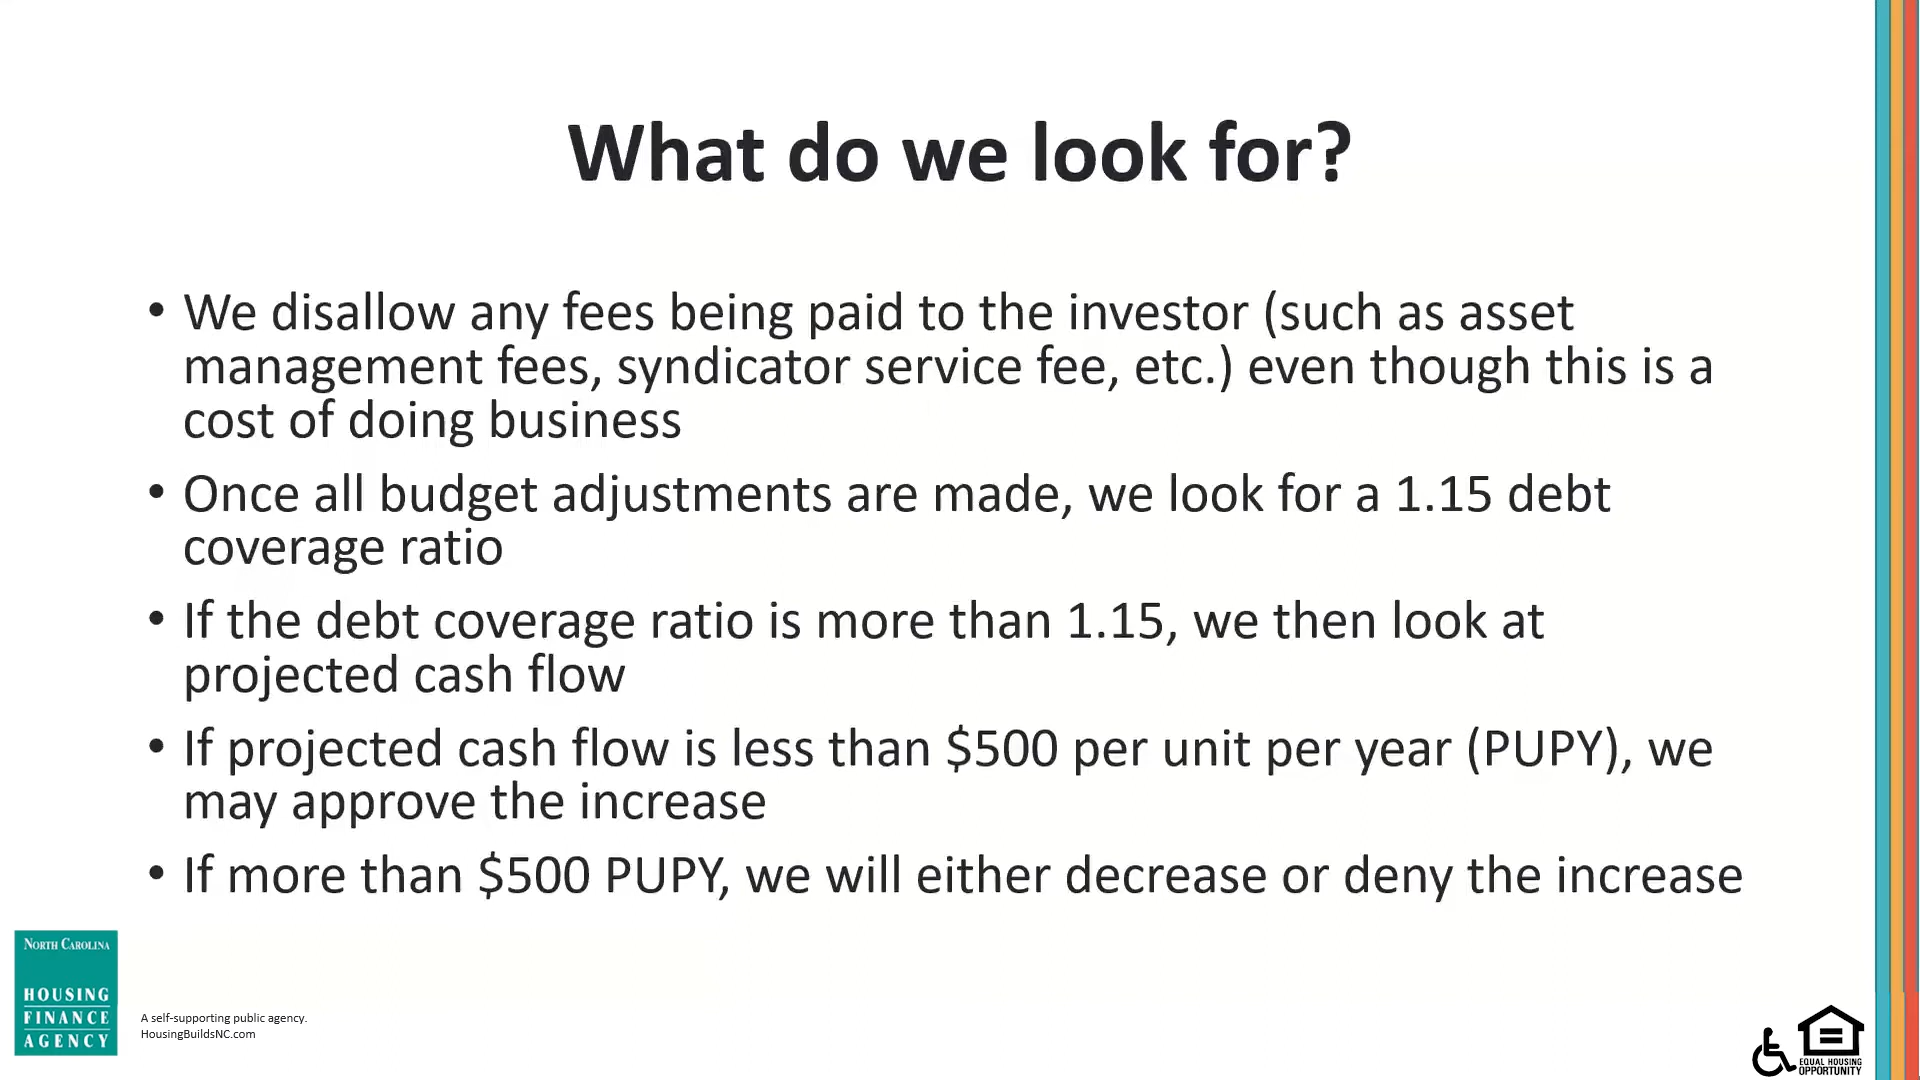 What do we look for?
• We disallow any fees being paid to the investor (such as asset
management fees, syndicator service fee, etc.) even though this is a
cost of doing business
• Once all budget adjustments are made, we look for a 1.15 debt
coverage ratio
• If the debt coverage ratio is more than 1.15, we then look at
projected cash flow
• If projected cash flow is less than $500 per unit per year (PUPY), we
may approve the increase
• If more than $500 PUPY, we will either decrease or deny the increase
NORTH CAROLINA
HOUSING
FINANCE
AGENCY
A self-supporting public agency.
HousingBuildsNC.com
EQUAL HOUSING
OPPORTUNITY